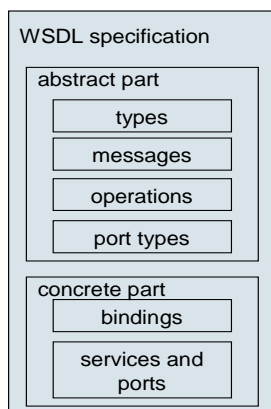 WSDL specification
abstract part
types
messages
operations
port types
concrete part
bindings
services and
ports